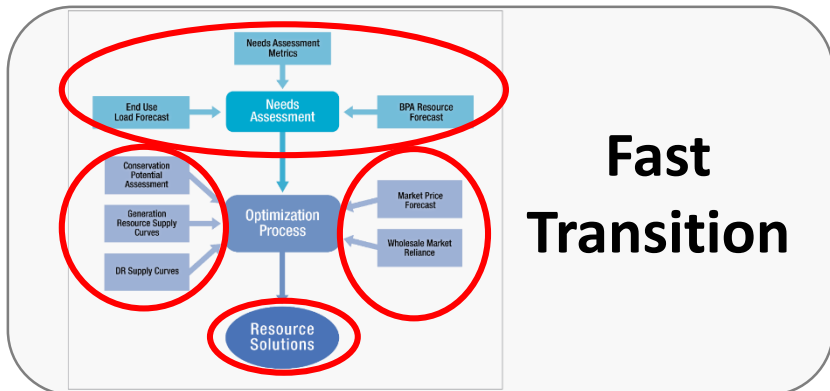 Needs Assessment
Metrics
End Use
Load Forecast
Needs
Assessment
BPA Resource
Forecast
Conservation
Potential
Assessment
Generation
Resource Supply
Curves
DR Supply Curves
Optimization
Process
Market Price
Forecast
Wholesale Market
Reliance
Resource
Solutions
Fast
Transition